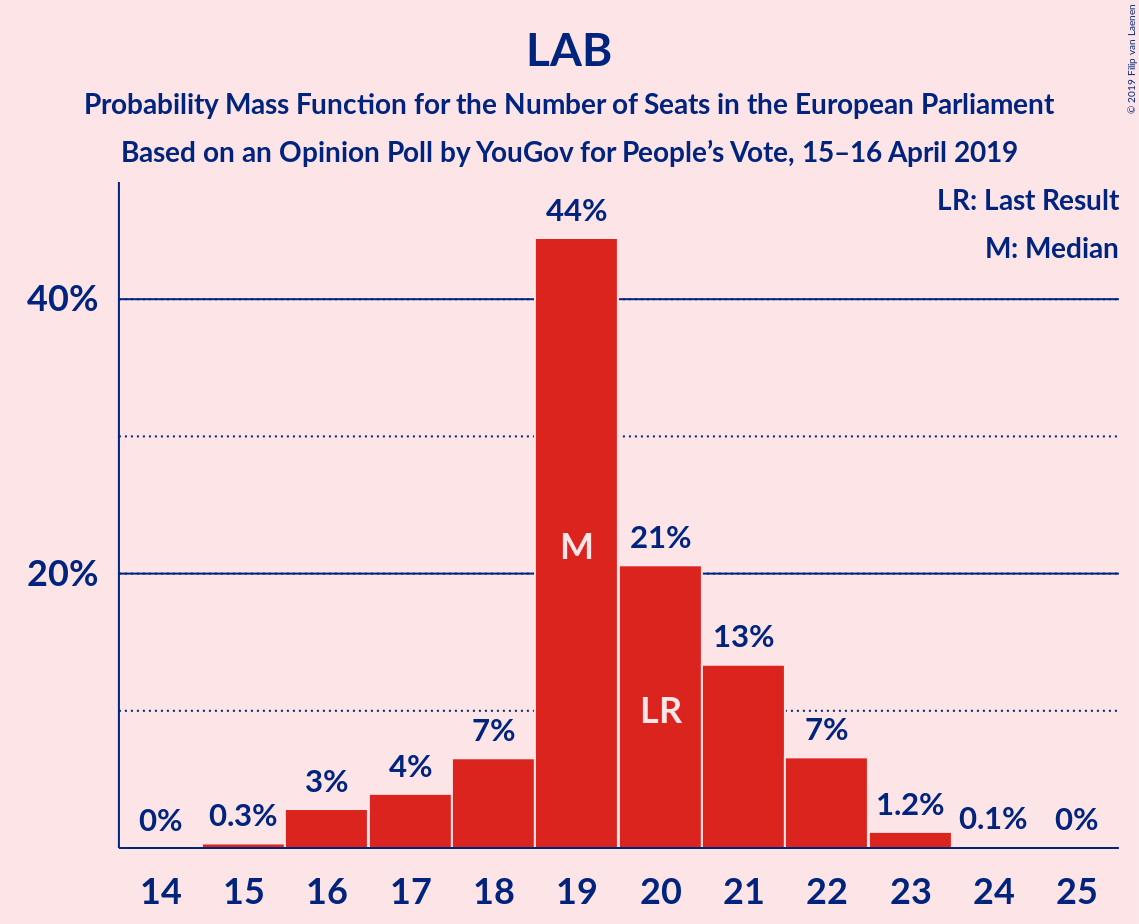 LAB
Probability Mass Function for the Number of Seats in the European Parliament
Based on an Opinion Poll by YouGov for People’s Vote, 15–16 April 2019
© 2019 Filip van Laenen
LR: Last Result
M: Median
40%
20%
0%
0.3%
3%
4%
7%
44%
21%
13%
7%
1.2%
0.1%
0%
M
LR
14 15 16 17 18 19 20 21 22 23 24 25